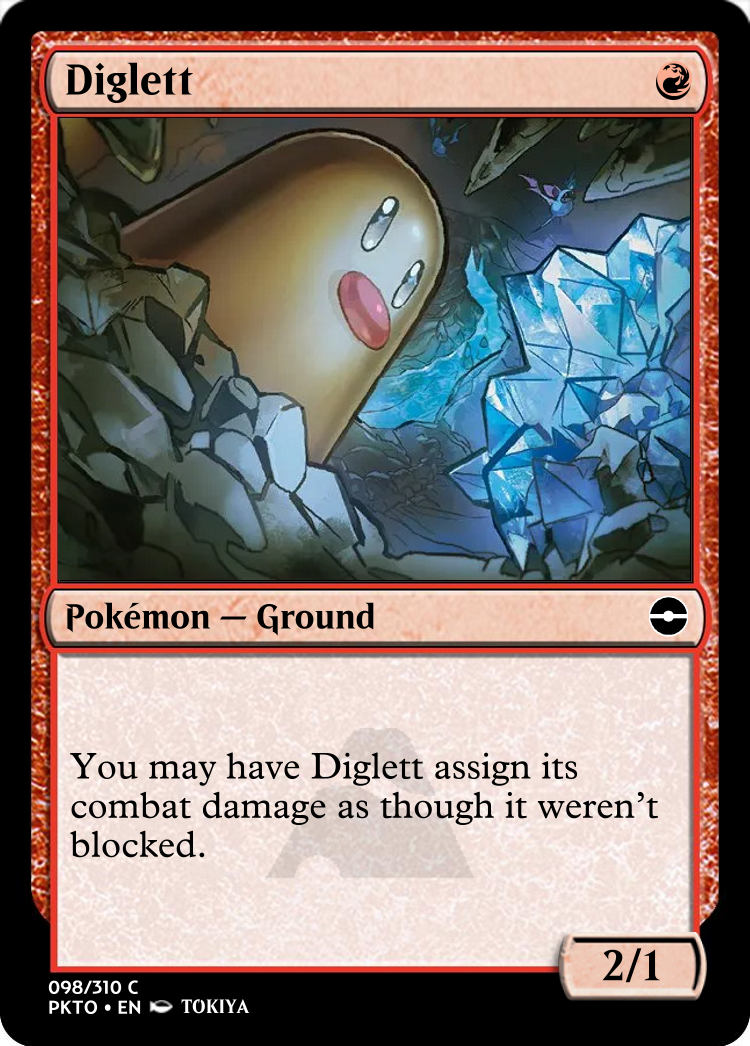 Diglett
Pokémon — Ground
You may have Diglett assign its
combat damage as though it weren't
blocked.
2/1
098/310 C
PKTO • EN TOKIYA